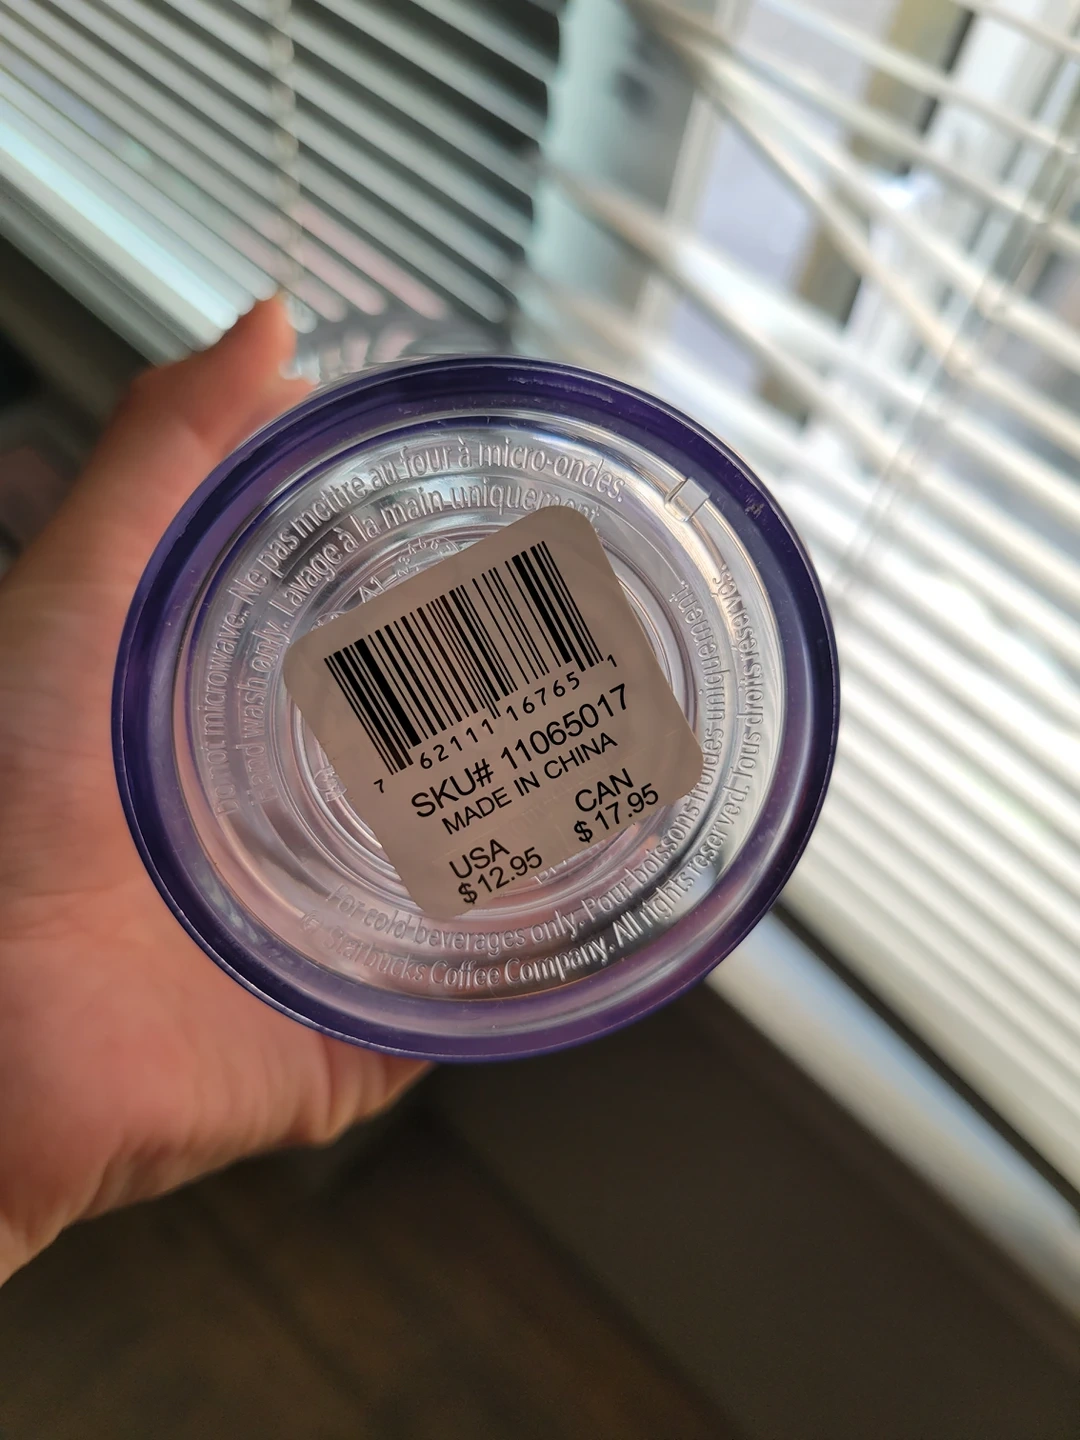 Do not microwave. Ne pas mettre au four à micro-ondes.
Hand wash only. Lavage à la main uniquement.
7 62111 16765 1
SKU# 11065017
MADE IN CHINA
USA
$12.95
CAN
$17.95
For cold beverages only. Pour boissons froides uniquement.
© Starbucks Coffee Company. All rights reserved. Tous droits réservés.